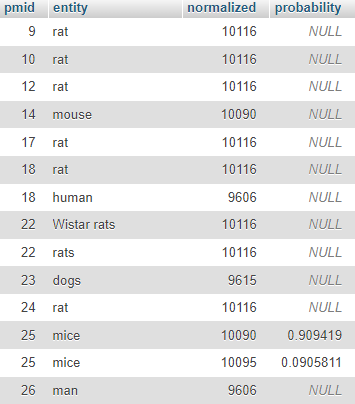 pmid entity normalized probability
9 rat 10116 NULL
10 rat 10116 NULL
12 rat 10116 NULL
14 mouse 10090 NULL
17 rat 10116 NULL
18 rat 10116 NULL
18 human 9606 NULL
22 Wistar rats 10116 NULL
22 rats 10116 NULL
23 dogs 9615 NULL
24 rat 10116 NULL
25 mice 10090 0.909419
25 mice 10095 0.0905811
26 man 9606 NULL